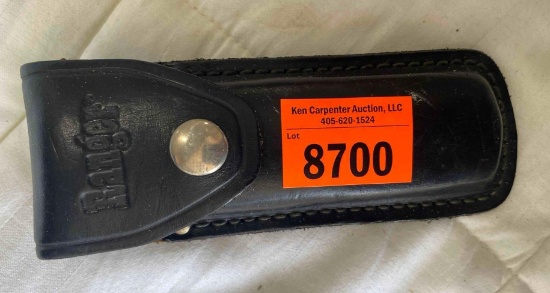 Ranger
Ken Carpenter Auction, LLC
405-620-1524
Lot
8700